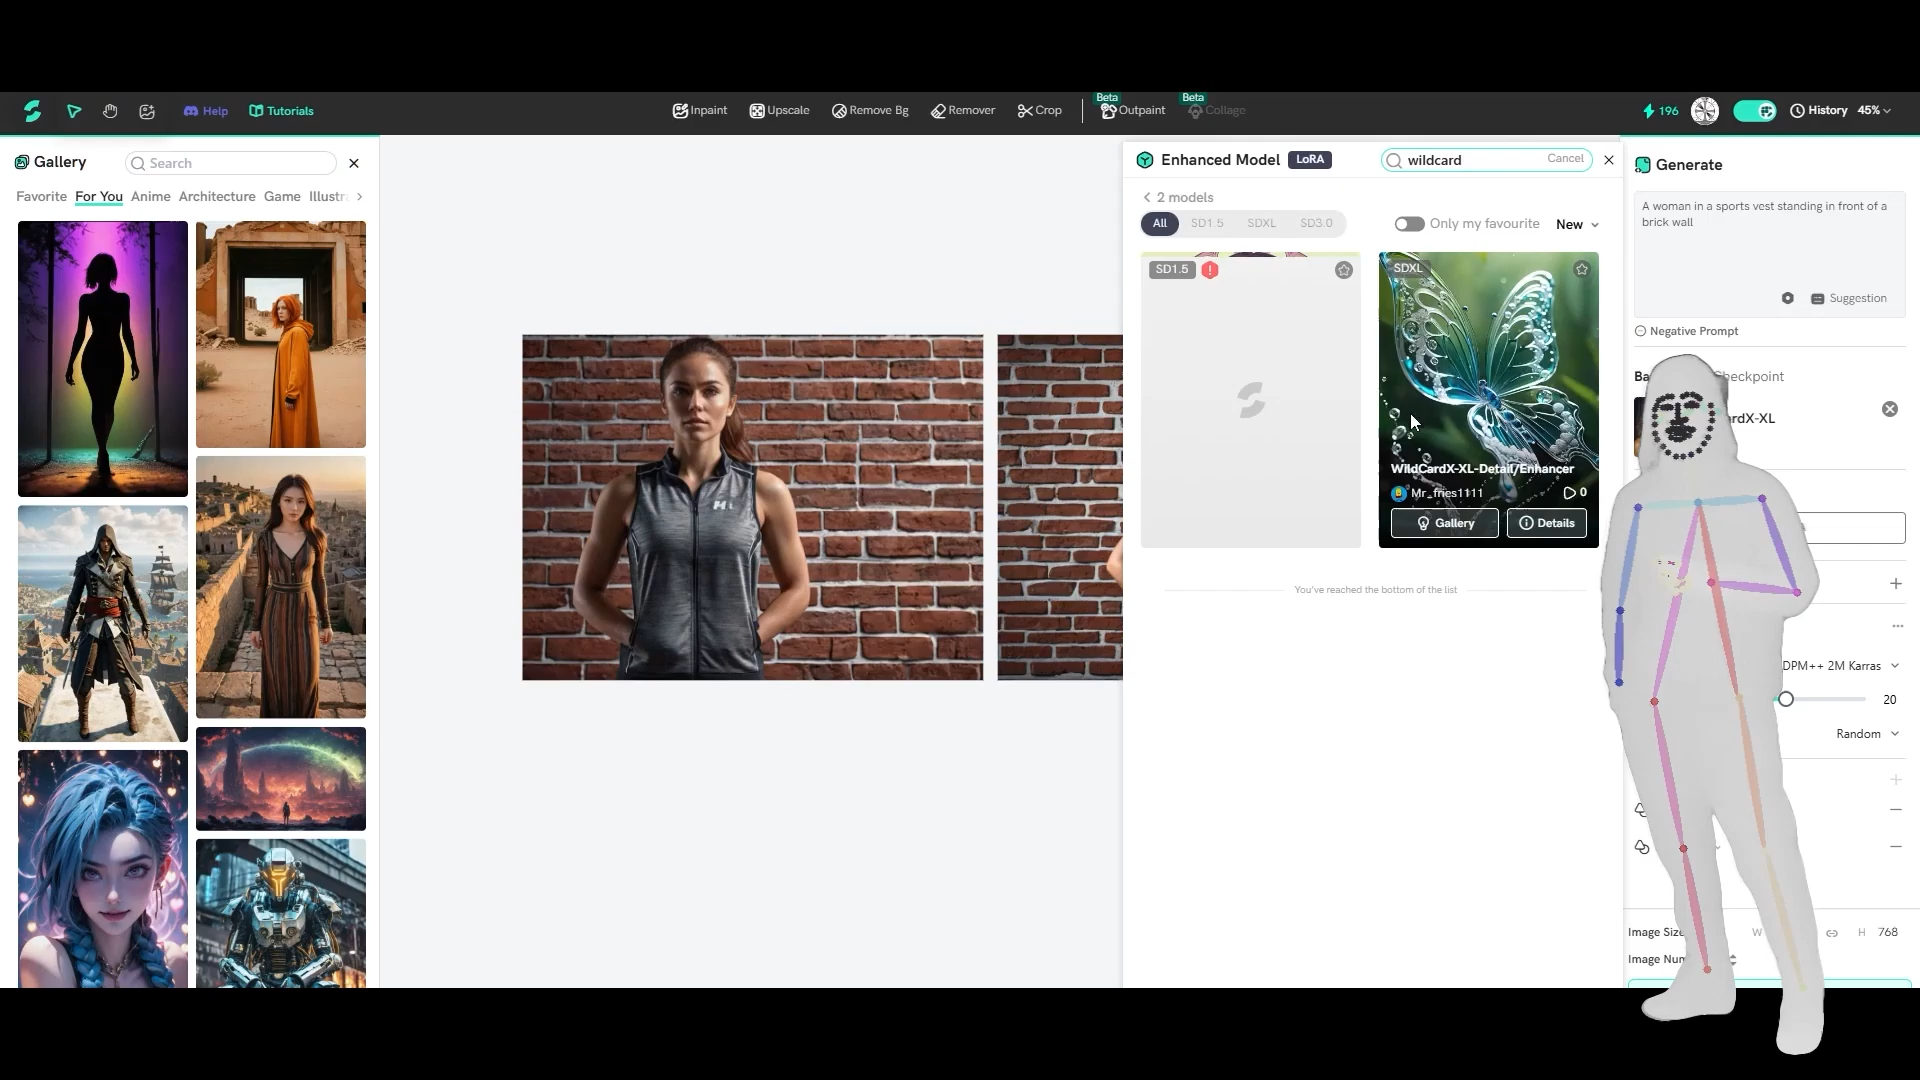 Help
Tutorials
Inpaint
Upscale
Remove Bg
Remover
Crop
Beta
Outpaint
Beta
Collage
196
History
45%
Gallery
Search
Favorite
For You
Anime
Architecture
Game
Enhanced Model
LoRA
wildcard
Cancel
2 models
All
SD1.5
SDXL
SD3.0
Only my favourite
New
SD1.5
SDXL
WildCardX-XL-Detail/Enhancer
Mr_fries1111
0
Gallery
Details
You've reached the bottom of the list
Generate
A woman in a sports vest standing in front of a
brick wall
Suggestion
Negative Prompt
DPM++ 2M Karras
20
Random
Image Size
W
H
768